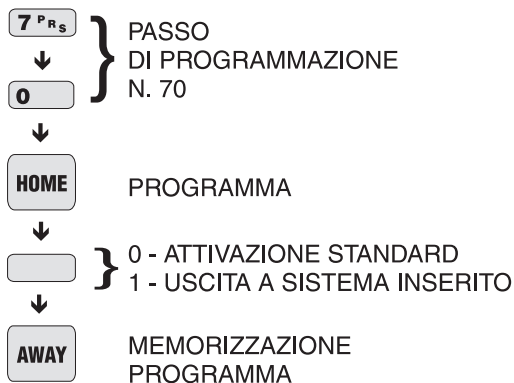 7 PRS
PASSO
DI PROGRAMMAZIONE
0
N. 70
HOME
PROGRAMMA
0 - ATTIVAZIONE STANDARD
1 - USCITA A SISTEMA INSERITO
AWAY
MEMORIZZAZIONE
PROGRAMMA